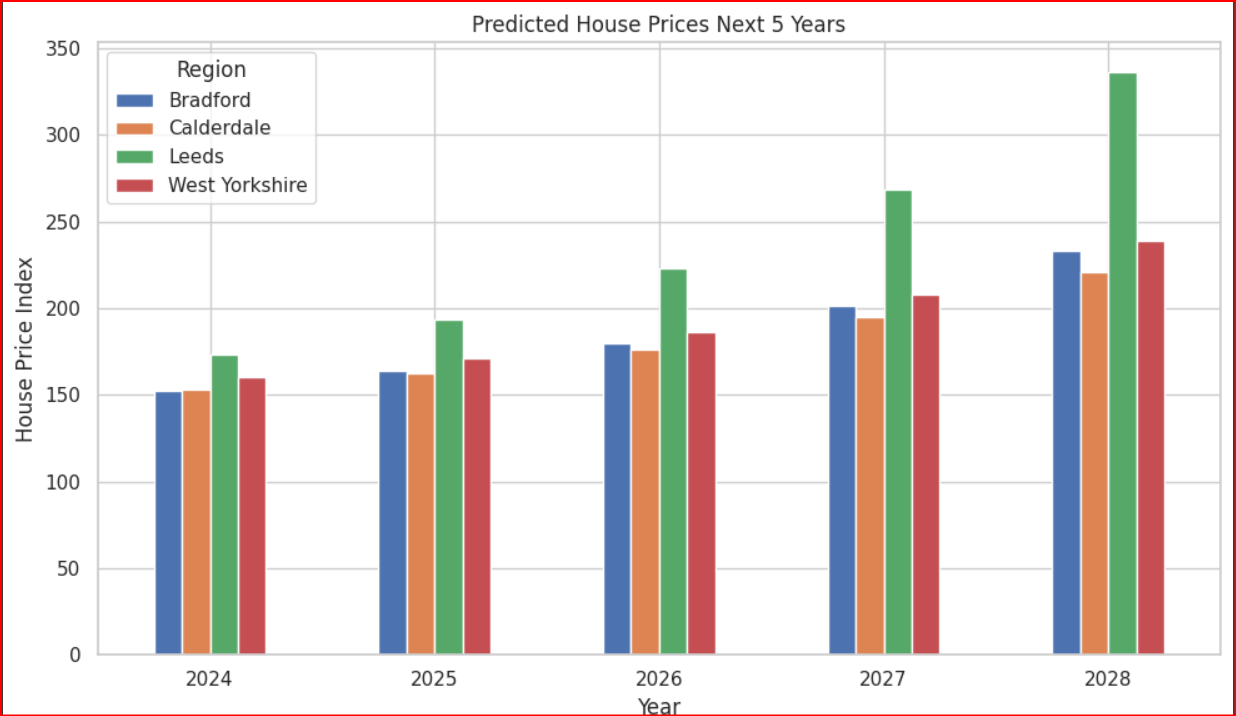 Predicted House Prices Next 5 Years
350
300
250
200
150
100
50
0
House Price Index
Region
Bradford
Calderdale
Leeds
West Yorkshire
2024 2025 2026 2027 2028
Year